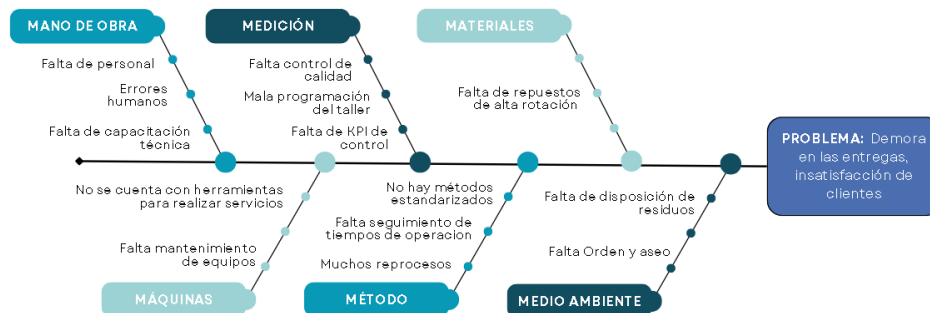 MANO DE OBRA
Falta de personal
Errores
humanos
Falta de capacitación
técnica
MEDICIÓN
Falta control de
calidad
Mala programación
del taller
Falta de KPI de
control
MATERIALES
Falta de repuestos
de alta rotación
PROBLEMA: Demora
en las entregas,
insatisfacción de
clientes
No se cuenta con herramientas
para realizar servicios
Falta mantenimiento
de equipos
MÁQUINAS
No hay métodos
estandarizados
Falta seguimiento de
tiempos de operacion
Muchos reprocesos
MÉTODO
Falta de disposición de
residuos
Falta Orden y aseo
MEDIO AMBIENTE